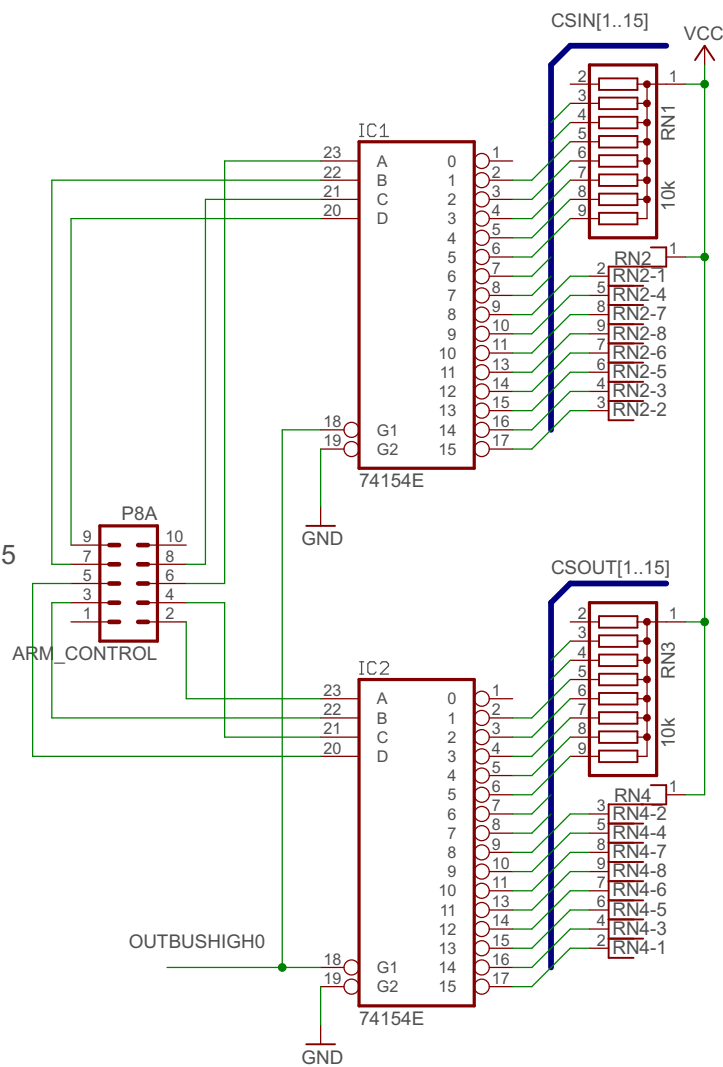 CSIN[1..15]
VCC
2 1
3
4
5
6
7
8
9
RN1
10k
IC1
23 A 0 1
22 B 1 2
21 C 2 3
20 D 3 4
4 5
5 6
6 7
7 8
8 9
9 10
10 11
11 13
12 14
13 15
18 G1 14 16
19 G2 15 17
74154E
GND
RN2 1
2 RN2-1
5 RN2-4
8 RN2-7
9 RN2-8
7 RN2-6
6 RN2-5
4 RN2-3
3 RN2-2
P8A
9 10
7 8
5 6
3 4
1 2
ARM_CONTROL
5
CSOUT[1..15]
2 1
3
4
5
6
7
8
9
RN3
10k
IC2
23 A 0 1
22 B 1 2
21 C 2 3
20 D 3 4
4 5
5 6
6 7
7 8
8 9
9 10
10 11
11 13
12 14
13 15
18 G1 14 16
19 G2 15 17
74154E
GND
RN4 1
3 RN4-2
5 RN4-4
8 RN4-7
9 RN4-8
7 RN4-6
6 RN4-5
4 RN4-3
2 RN4-1
OUTBUSHIGH0